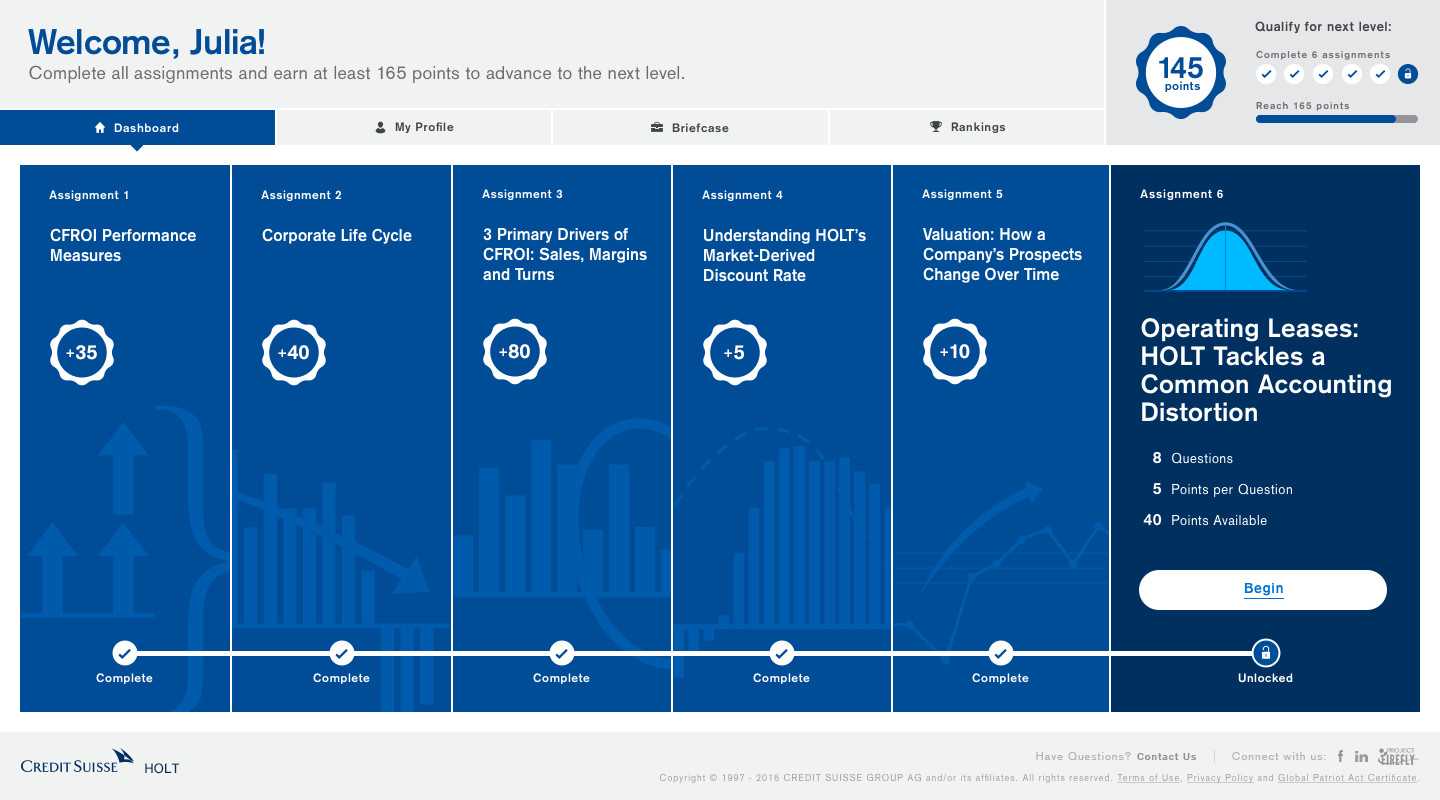 Welcome, Julia!
Complete all assignments and earn at least 165 points to advance to the next level.
145
points
Qualify for next level:
Complete 6 assignments
Reach 165 points
Dashboard
My Profile
Briefcase
Rankings
Assignment 1
CFROI Performance
Measures
+35
Complete
Assignment 2
Corporate Life Cycle
+40
Complete
Assignment 3
3 Primary Drivers of
CFROI: Sales, Margins
and Turns
+80
Complete
Assignment 4
Understanding HOLT’s
Market-Derived
Discount Rate
+5
Complete
Assignment 5
Valuation: How a
Company’s Prospects
Change Over Time
+10
Complete
Assignment 6
Operating Leases:
HOLT Tackles a
Common Accounting
Distortion
8 Questions
5 Points per Question
40 Points Available
Begin
Unlocked
CREDIT SUISSE HOLT
Have Questions? Contact Us
Connect with us: f in PROJECT FIREFLY
Copyright © 1997 - 2016 CREDIT SUISSE GROUP AG and/or its affiliates. All rights reserved. Terms of Use, Privacy Policy and Global Patriot Act Certificate.